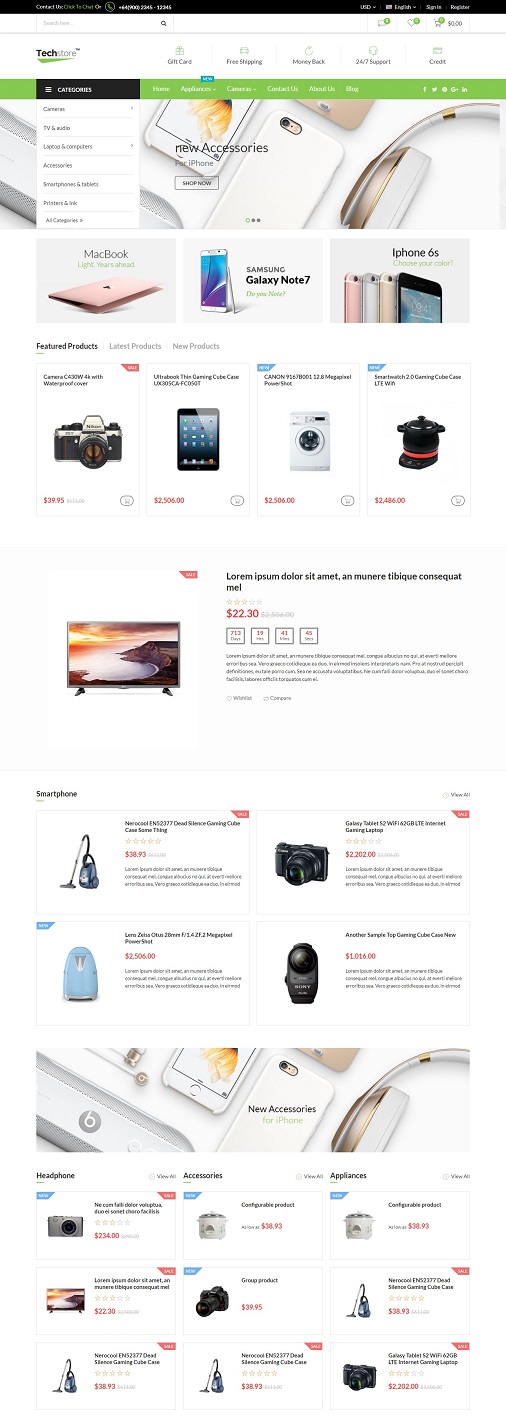 Contact Us: Click To Chat Or +64(900) 2345 - 12345
USD English Sign In Register
Search here ...
$0.00
Techstore™
Gift Card Free Shipping Money Back 24/7 Support Credit
CATEGORIES
NEW
Home Appliances Cameras Contact Us About Us Blog
Cameras
TV & audio
Laptop & computers
Accessories
Smartphones & tablets
Printers & Ink
All Categories
new Accessories
For iPhone
SHOP NOW
MacBook
Light. Years ahead.
SAMSUNG
Galaxy Note7
Do you Note?
Iphone 6s
Choose your color?
Featured Products Latest Products New Products
SALE
Camera C430W 4k with
Waterproof cover
Nikon
$39.95 $611.00
Ultrabook Thin Gaming Cube Case
UX305CA-FC050T
$2,506.00
NEW
CANON 9167B001 12.8 Megapixel
PowerShot
$2,506.00
NEW
Smartwatch 2.0 Gaming Cube Case
LTE Wifi
$2,486.00
SALE
Lorem ipsum dolor sit amet, an munere tibique consequat
mel
$22.30 $2,506.00
713 19 41 45
Days Hrs Mins Secs
Lorem ipsum dolor sit amet, an munere tibique consequat mel, congue albucius no qui, at everti meliore
erroribus sea. Vero graeco cotidieque ea duo, in eirmod insolens interpretaris nam. Pro at nostrud percipit
definitiones, eu tale porro cum. Sea ne accusata voluptatibus. Ne cum falli dolor voluptua, duo ei sonet choro
facilisis, labores officiis torquatos cum ei.
Wishlist Compare
Smartphone
View All
SALE
Nerocool EN52377 Dead Silence Gaming Cube
Case Some Thing
$38.93 $611.00
Lorem ipsum dolor sit amet, an munere tibique
consequat mel, congue albucius no qui, at everti meliore
erroribus sea. Vero graeco cotidieque ea duo, in eirmod
SALE
Galasy Tablet S2 WiFi 62GB LTE Internet
Gaming Laptop
$2,202.00 $2,506.00
Lorem ipsum dolor sit amet, an munere tibique
consequat mel, congue albucius no qui, at everti meliore
erroribus sea. Vero graeco cotidieque ea duo, in eirmod
NEW
Lens Zeiss Otus 28mm F/1.4 ZF.2 Megapixel
PowerShot
$2,506.00
Lorem ipsum dolor sit amet, an munere tibique
consequat mel, congue albucius no qui, at everti meliore
erroribus sea. Vero graeco cotidieque ea duo, in eirmod
Another Sample Top Gaming Cube Case New
$1,016.00
Lorem ipsum dolor sit amet, an munere tibique
consequat mel, congue albucius no qui, at everti meliore
erroribus sea. Vero graeco cotidieque ea duo, in eirmod
SONY
New Accessories
for iPhone
Headphone
View All
NEW
SALE
Ne cum falli dolor voluptua,
duo ei sonet choro facilisis
$234.00 $295.00
SALE
Lorem ipsum dolor sit amet, an
munere tibique consequat mel
$22.30 $2,506.00
SALE
Nerocool EN52377 Dead
Silence Gaming Cube Case
$38.93 $611.00
Accessories
View All
NEW
Configurable product
As low as $38.93
NEW
Group product
$39.95
SALE
Nerocool EN52377 Dead
Silence Gaming Cube Case
$38.93 $611.00
Appliances
View All
NEW
Configurable product
As low as $38.93
SALE
Nerocool EN52377 Dead
Silence Gaming Cube Case
$38.93 $611.00
SALE
Galasy Tablet S2 WiFi 62GB
LTE Internet Gaming Laptop
$2,202.00 $2,506.00